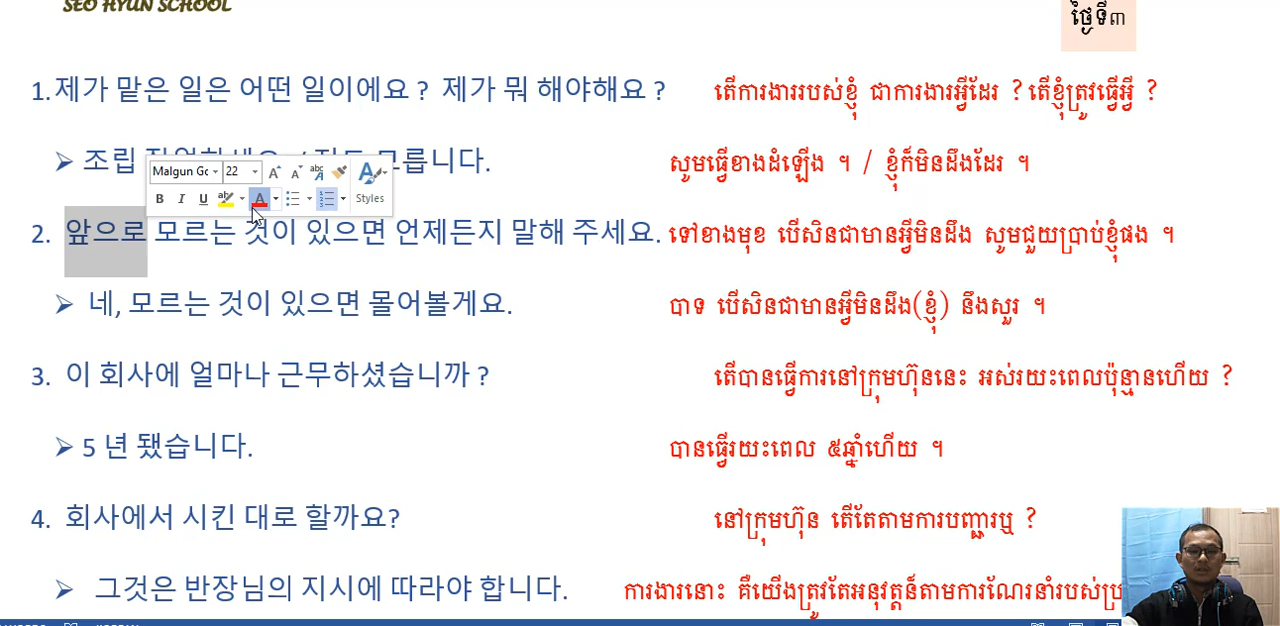 SEO HYUN SCHOOL
ថ្ងៃទី៣
1. 제가 맡은 일은 어떤 일이에요 ? 제가 뭐 해야해요 ? តើការងាររបស់ខ្ញុំ ជាការងារអ្វីដែរ ? តើខ្ញុំត្រូវធ្វើអ្វី ?
➢ 조립 모릅니다. សូមធ្វើខាងដំឡើង ។ / ខ្ញុំក៏មិនដឹងដែរ ។
Malgun Gc 22
B I U Styles
2. 앞으로 모르는 것이 있으면 언제든지 말해 주세요. ទៅខាងមុខ បើសិនជាមានអ្វីមិនដឹង សូមជួយប្រាប់ខ្ញុំផង ។
➢ 네, 모르는 것이 있으면 물어볼게요. បាទ បើសិនជាមានអ្វីមិនដឹង(ខ្ញុំ) នឹងសួរ ។
3. 이 회사에 얼마나 근무하셨습니까 ? តើបានធ្វើការនៅក្រុមហ៊ុននេះ អស់រយះពេលប៉ុន្មានហើយ ?
➢ 5 년 됐습니다. បានធ្វើរយះពេល ៥ឆ្នាំហើយ ។
4. 회사에서 시킨 대로 할까요? នៅក្រុមហ៊ុន តើតែតាមការបញ្ជារឬ ?
➢ 그것은 반장님의 지시에 따라야 합니다. ការងារនោះ គឺយើងត្រូវតែអនុវត្តន៍តាមការណែរនាំរបស់